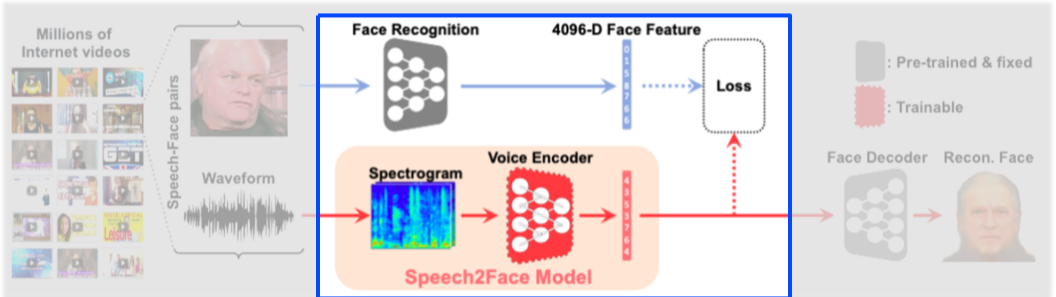 Millions of
Internet videos
Speech-Face pairs
Waveform
Face Recognition
4096-D Face Feature
0
1
5
8
7
6
6
Loss
Voice Encoder
Spectrogram
4
3
5
3
7
6
4
Speech2Face Model
: Pre-trained & fixed
: Trainable
Face Decoder
Recon. Face